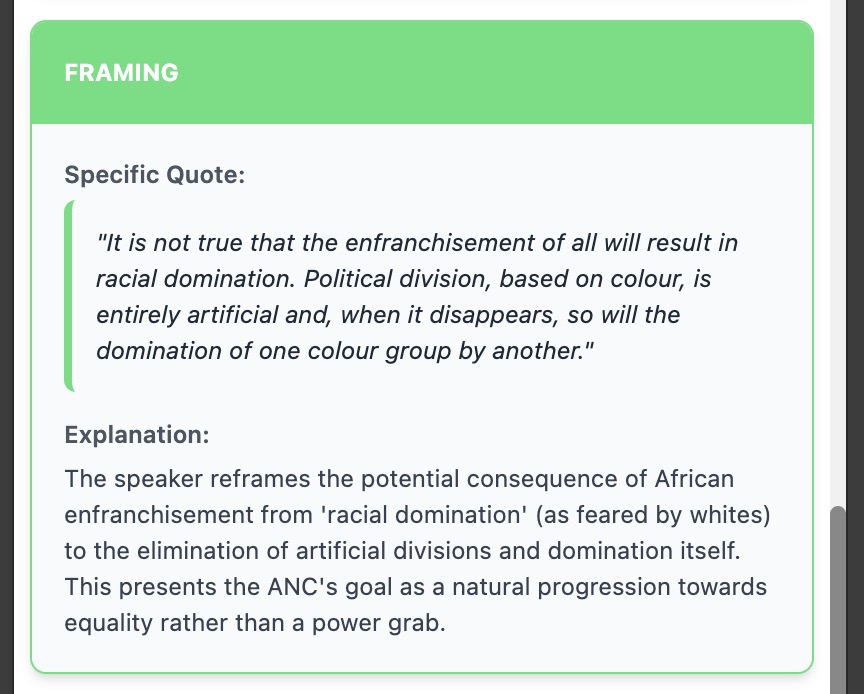 FRAMING
Specific Quote:
"It is not true that the enfranchisement of all will result in
racial domination. Political division, based on colour, is
entirely artificial and, when it disappears, so will the
domination of one colour group by another."
Explanation:
The speaker reframes the potential consequence of African
enfranchisement from 'racial domination' (as feared by whites)
to the elimination of artificial divisions and domination itself.
This presents the ANC's goal as a natural progression towards
equality rather than a power grab.